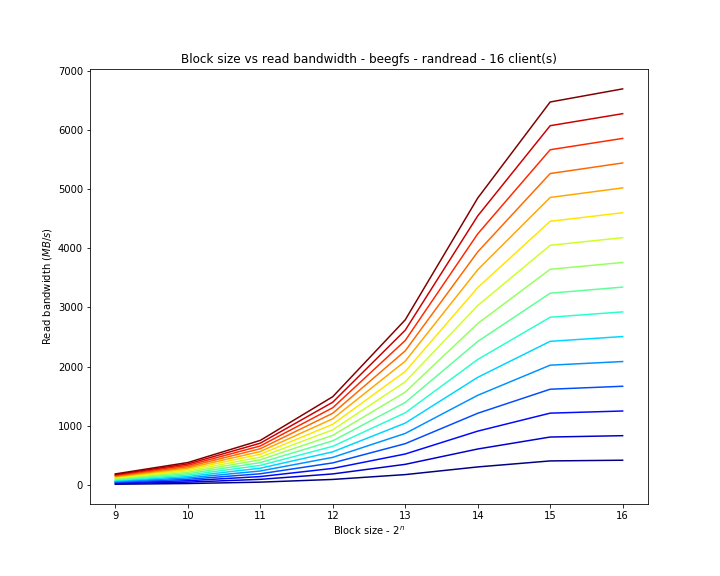 Block size vs read bandwidth - beegfs - randread - 16 client(s)
7000
6000
5000
4000
3000
2000
1000
0
Read bandwidth (MB/s)
9 10 11 12 13 14 15 16
Block size - 2^n